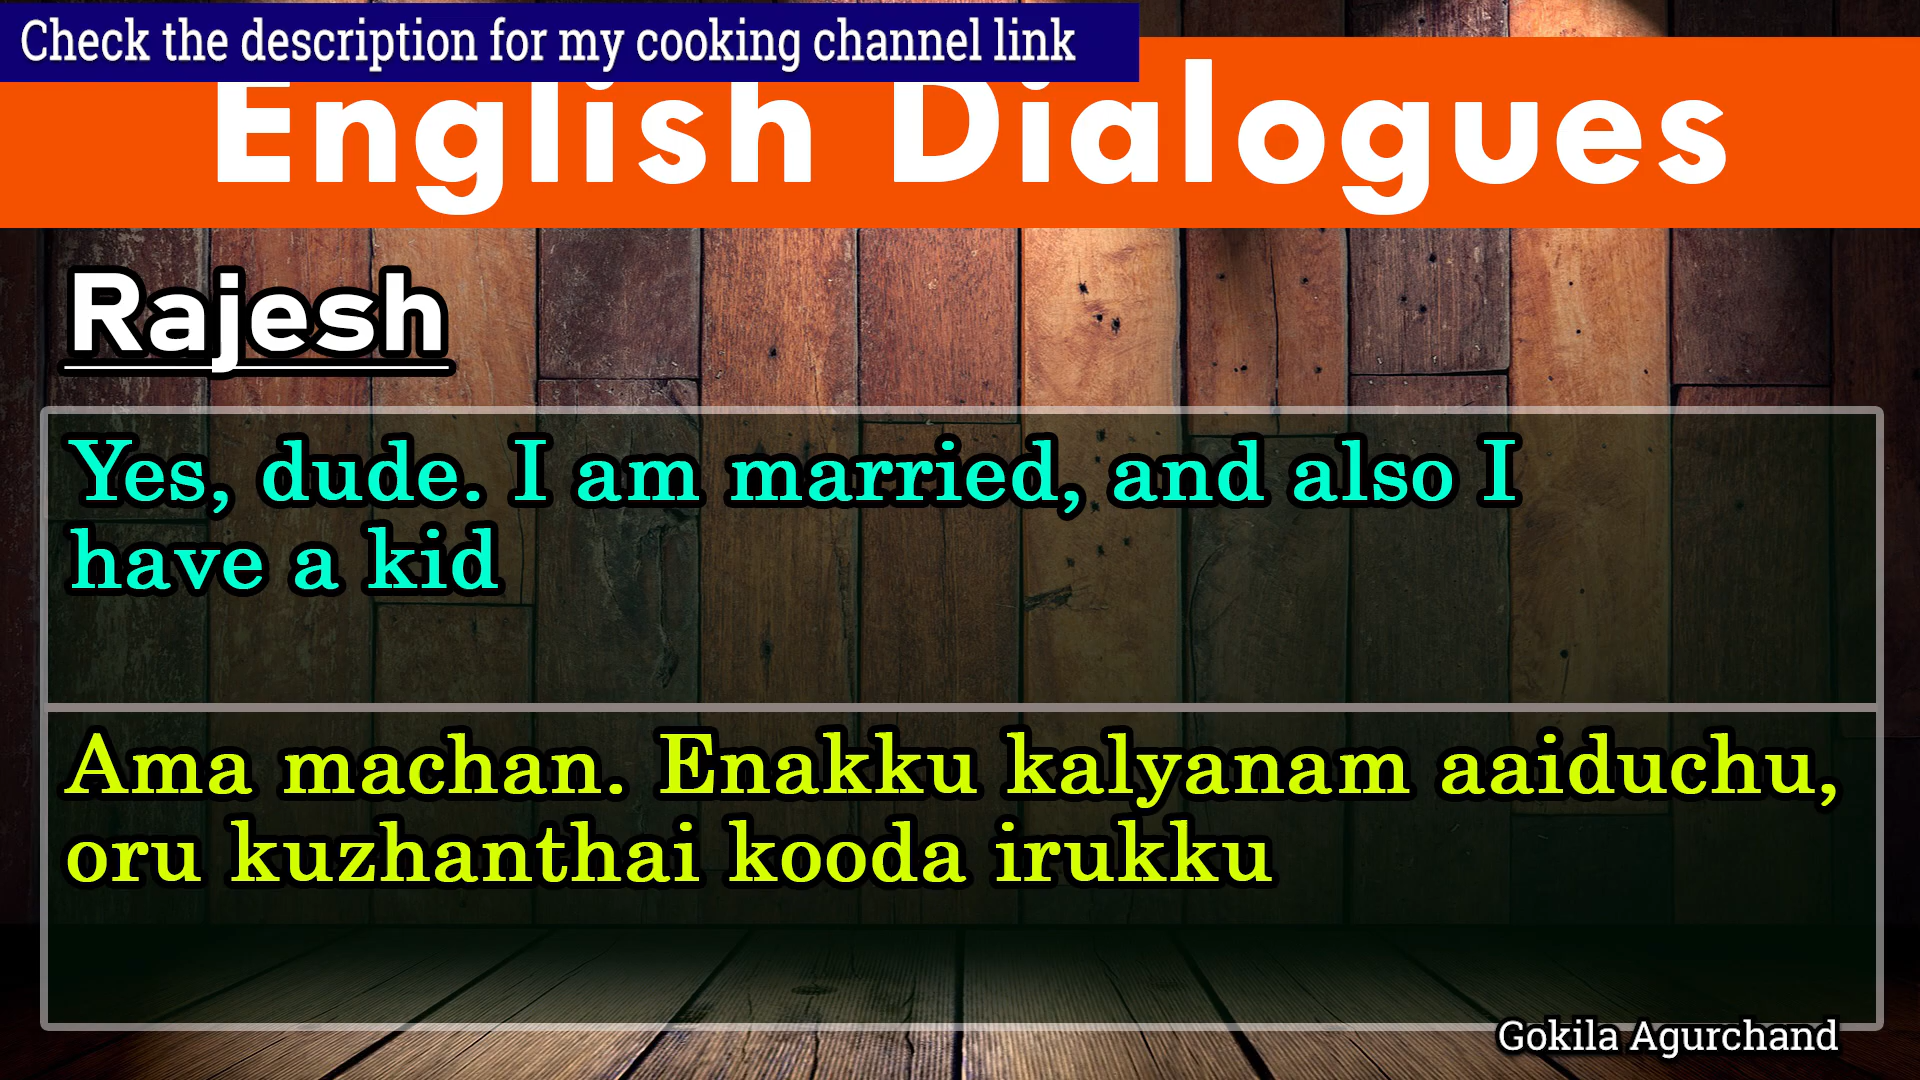 Check the description for my cooking channel link
English Dialogues
Rajesh
Yes, dude. I am married, and also I
have a kid
Ama machan. Enakku kalyanam aaiduchu,
oru kuzhanthai kooda irukku
Gokila Agurchand